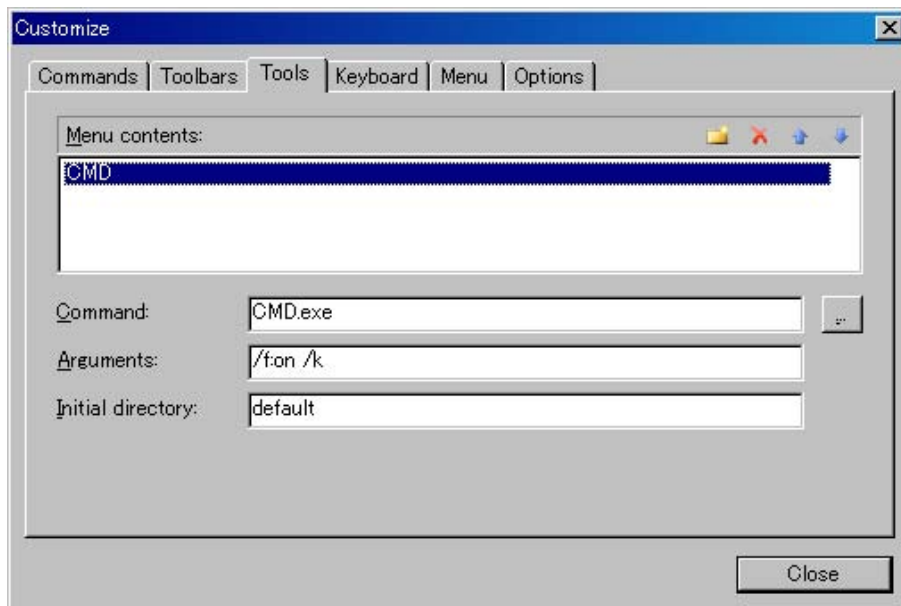 Customize
Commands Toolbars Tools Keyboard Menu Options
Menu contents:
CMD
Command: CMD.exe ...
Arguments: /f:on /k
Initial directory: default
Close